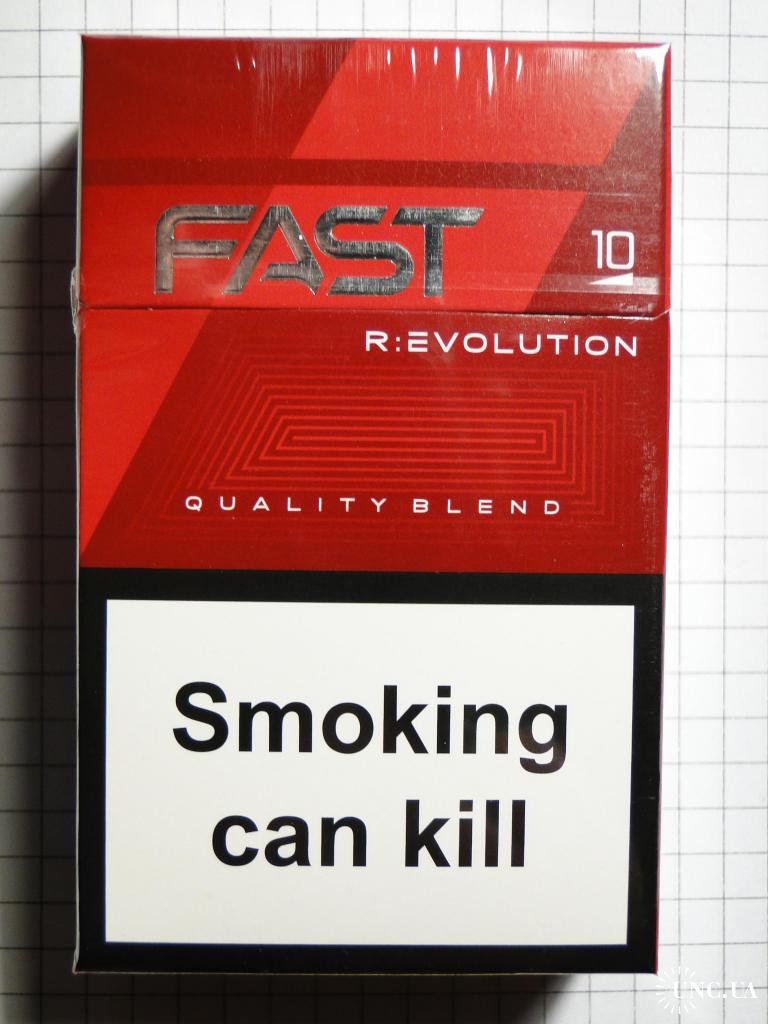 FAST
10
R:EVOLUTION
QUALITY BLEND
Smoking
can kill
UNC.UA